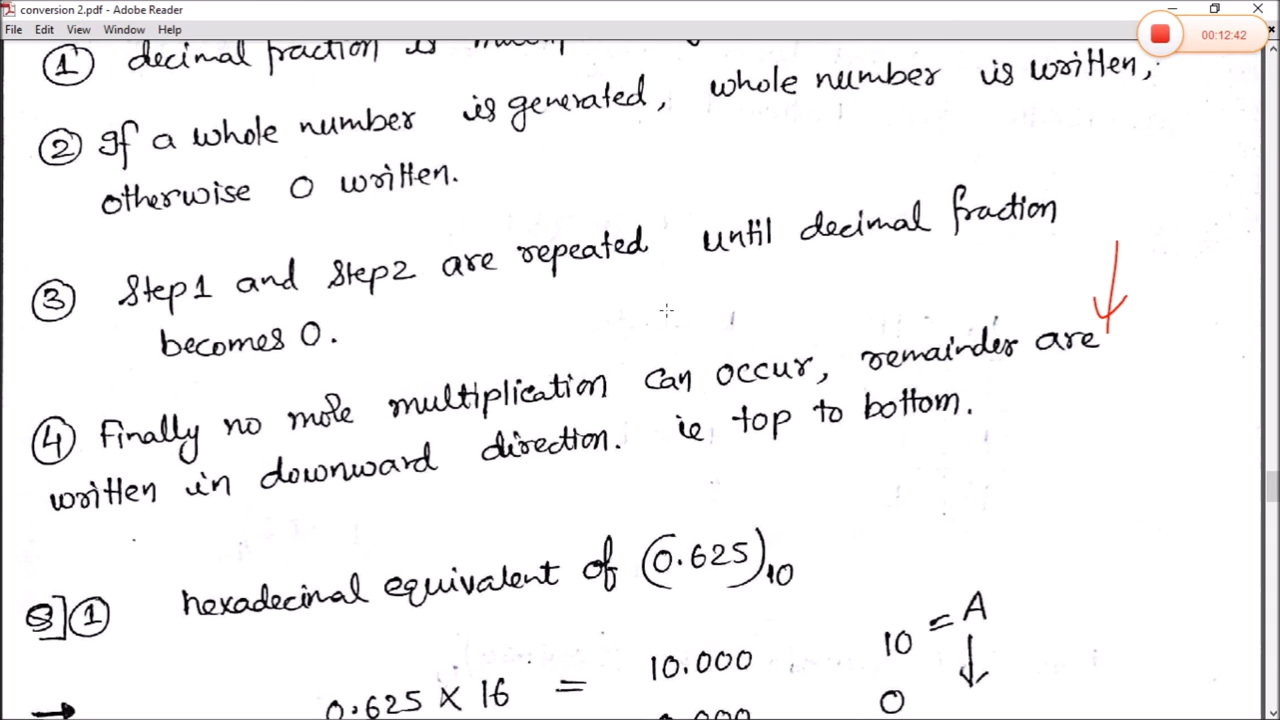 conversion 2.pdf - Adobe Reader
File Edit View Window Help
00:12:42
① decimal fraction is
② If a whole number is generated, whole number is written,
otherwise 0 written.
③ Step1 and Step2 are repeated until decimal fraction
becomes 0.
④ Finally no more multiplication can occur, remainder are
written in downward direction. ie top to bottom.
Q] ① hexadecinal equivalent of (0.625)10
→ 0.625 × 16 = 10.000 10 = A
0